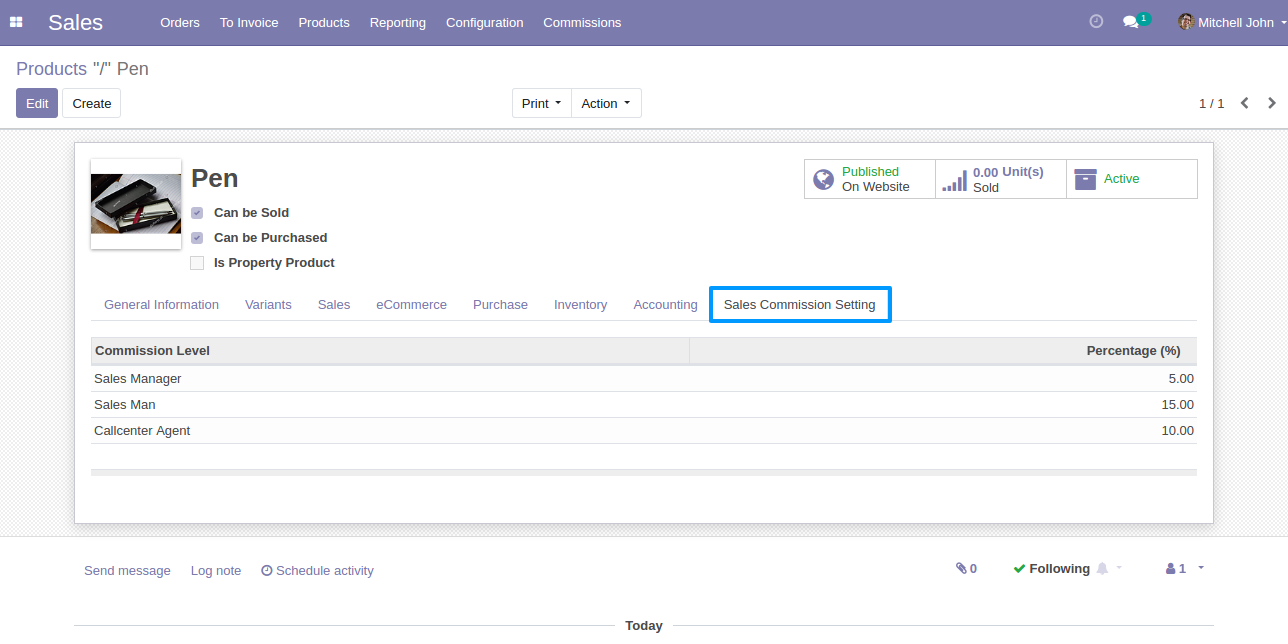 Sales Orders To Invoice Products Reporting Configuration Commissions 1 Mitchell John
Products "/" Pen
Edit Create Print Action 1 / 1
Pen
Published
On Website
0.00 Unit(s)
Sold
Active
Can be Sold
Can be Purchased
Is Property Product
General Information Variants Sales eCommerce Purchase Inventory Accounting Sales Commission Setting
Commission Level Percentage (%)
Sales Manager 5.00
Sales Man 15.00
Callcenter Agent 10.00
Send message Log note Schedule activity 0 Following 1
Today